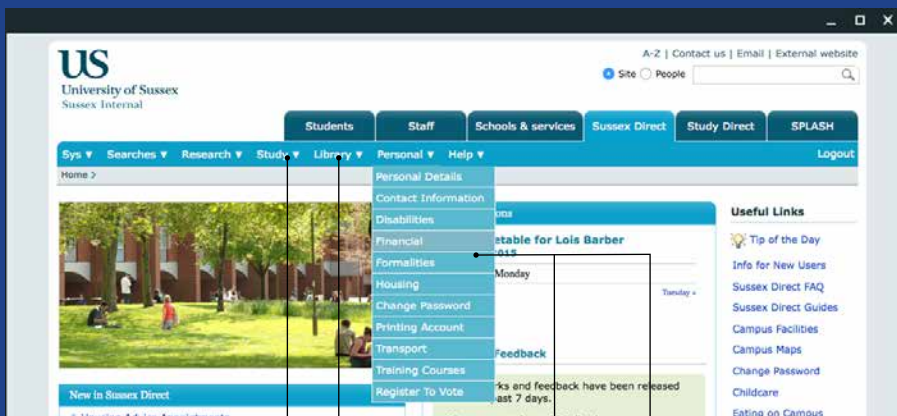 A-Z | Contact us | Email | External website
US
Site People
University of Sussex
Sussex Internal
Students Staff Schools & services Sussex Direct Study Direct SPLASH
Sys Searches Research Study Library Personal Help Logout
Home >
Personal Details
Contact Information
Disabilities
Financial
Formalities
Housing
Change Password
Printing Account
Transport
Training Courses
Register To Vote
etable for Lois Barber
2015
Monday
Tuesday »
Feedback
rks and feedback have been released
past 7 days.
Useful Links
Tip of the Day
Info for New Users
Sussex Direct FAQ
Sussex Direct Guides
Campus Facilities
Campus Maps
Change Password
Childcare
Eating on Campus
New in Sussex Direct